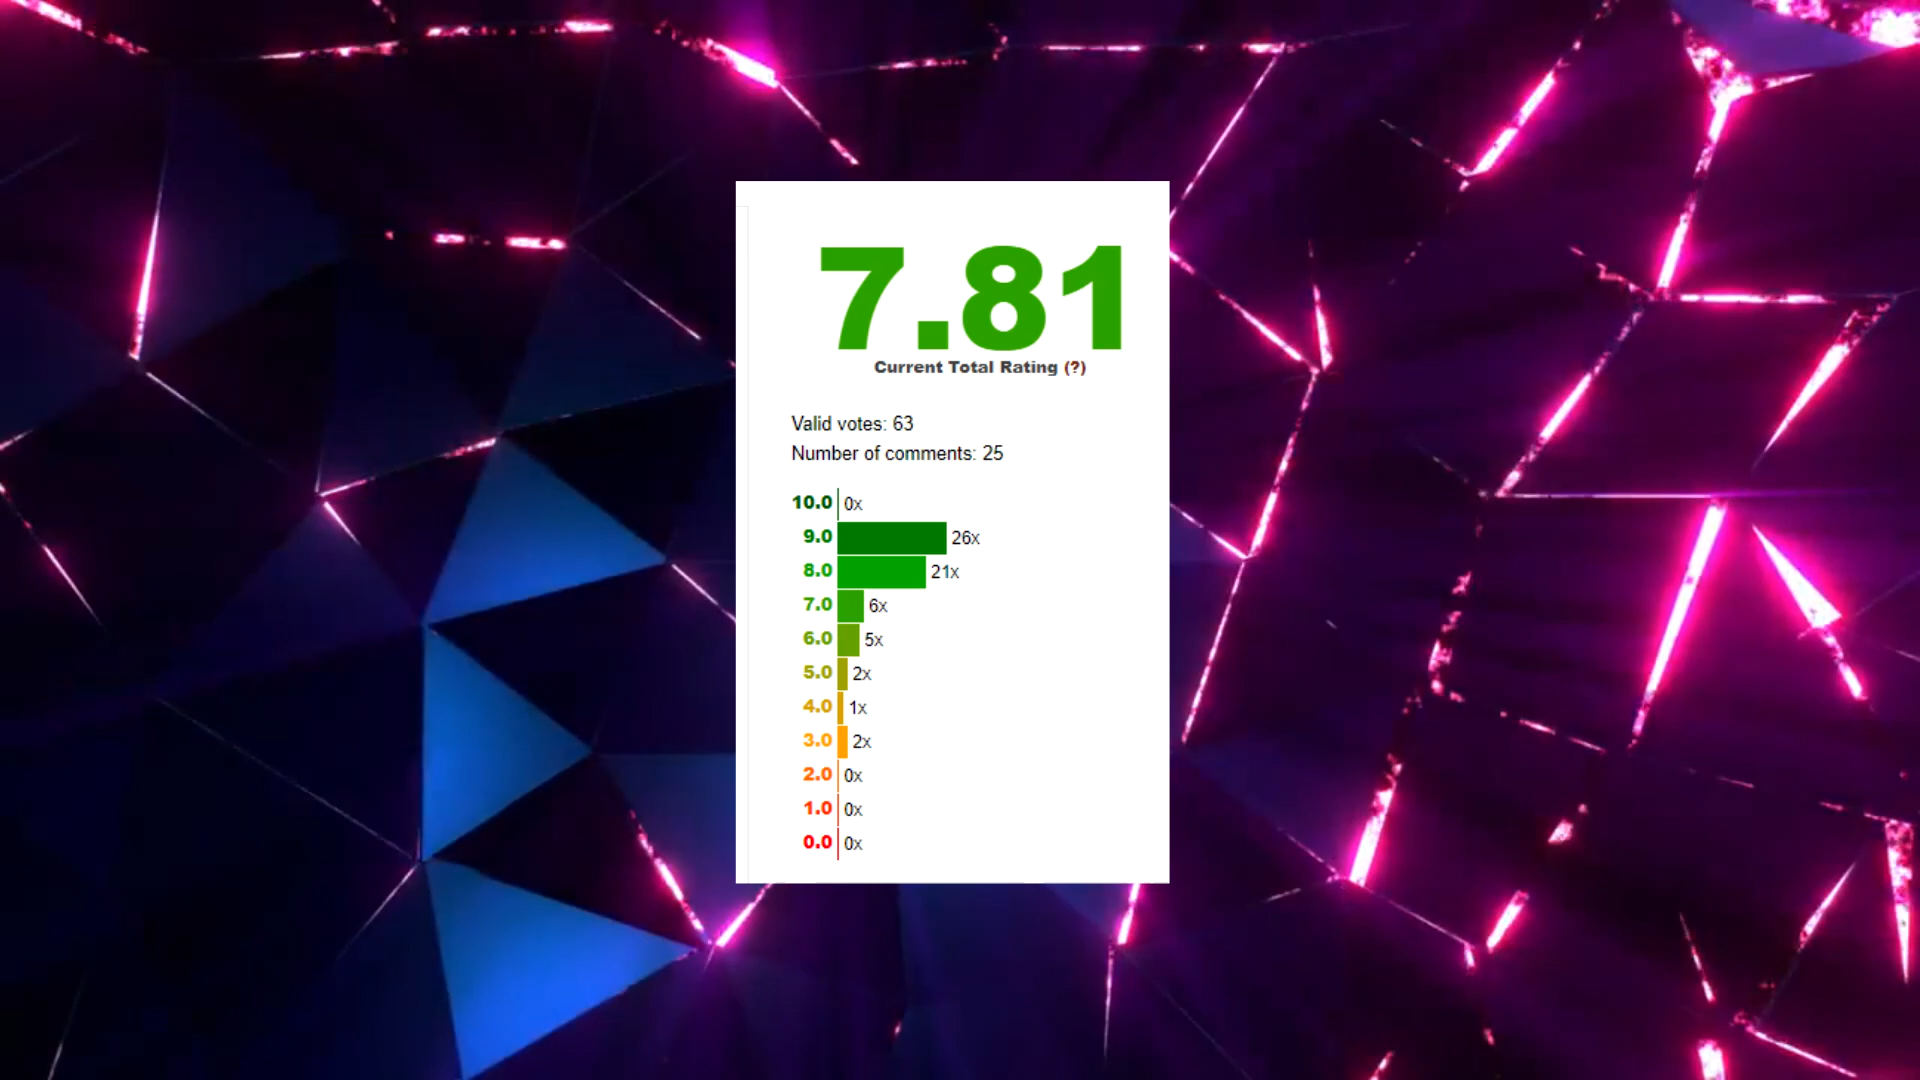 7.81
Current Total Rating (?)
Valid votes: 63
Number of comments: 25
10.0 0x
9.0 26x
8.0 21x
7.0 6x
6.0 5x
5.0 2x
4.0 1x
3.0 2x
2.0 0x
1.0 0x
0.0 0x